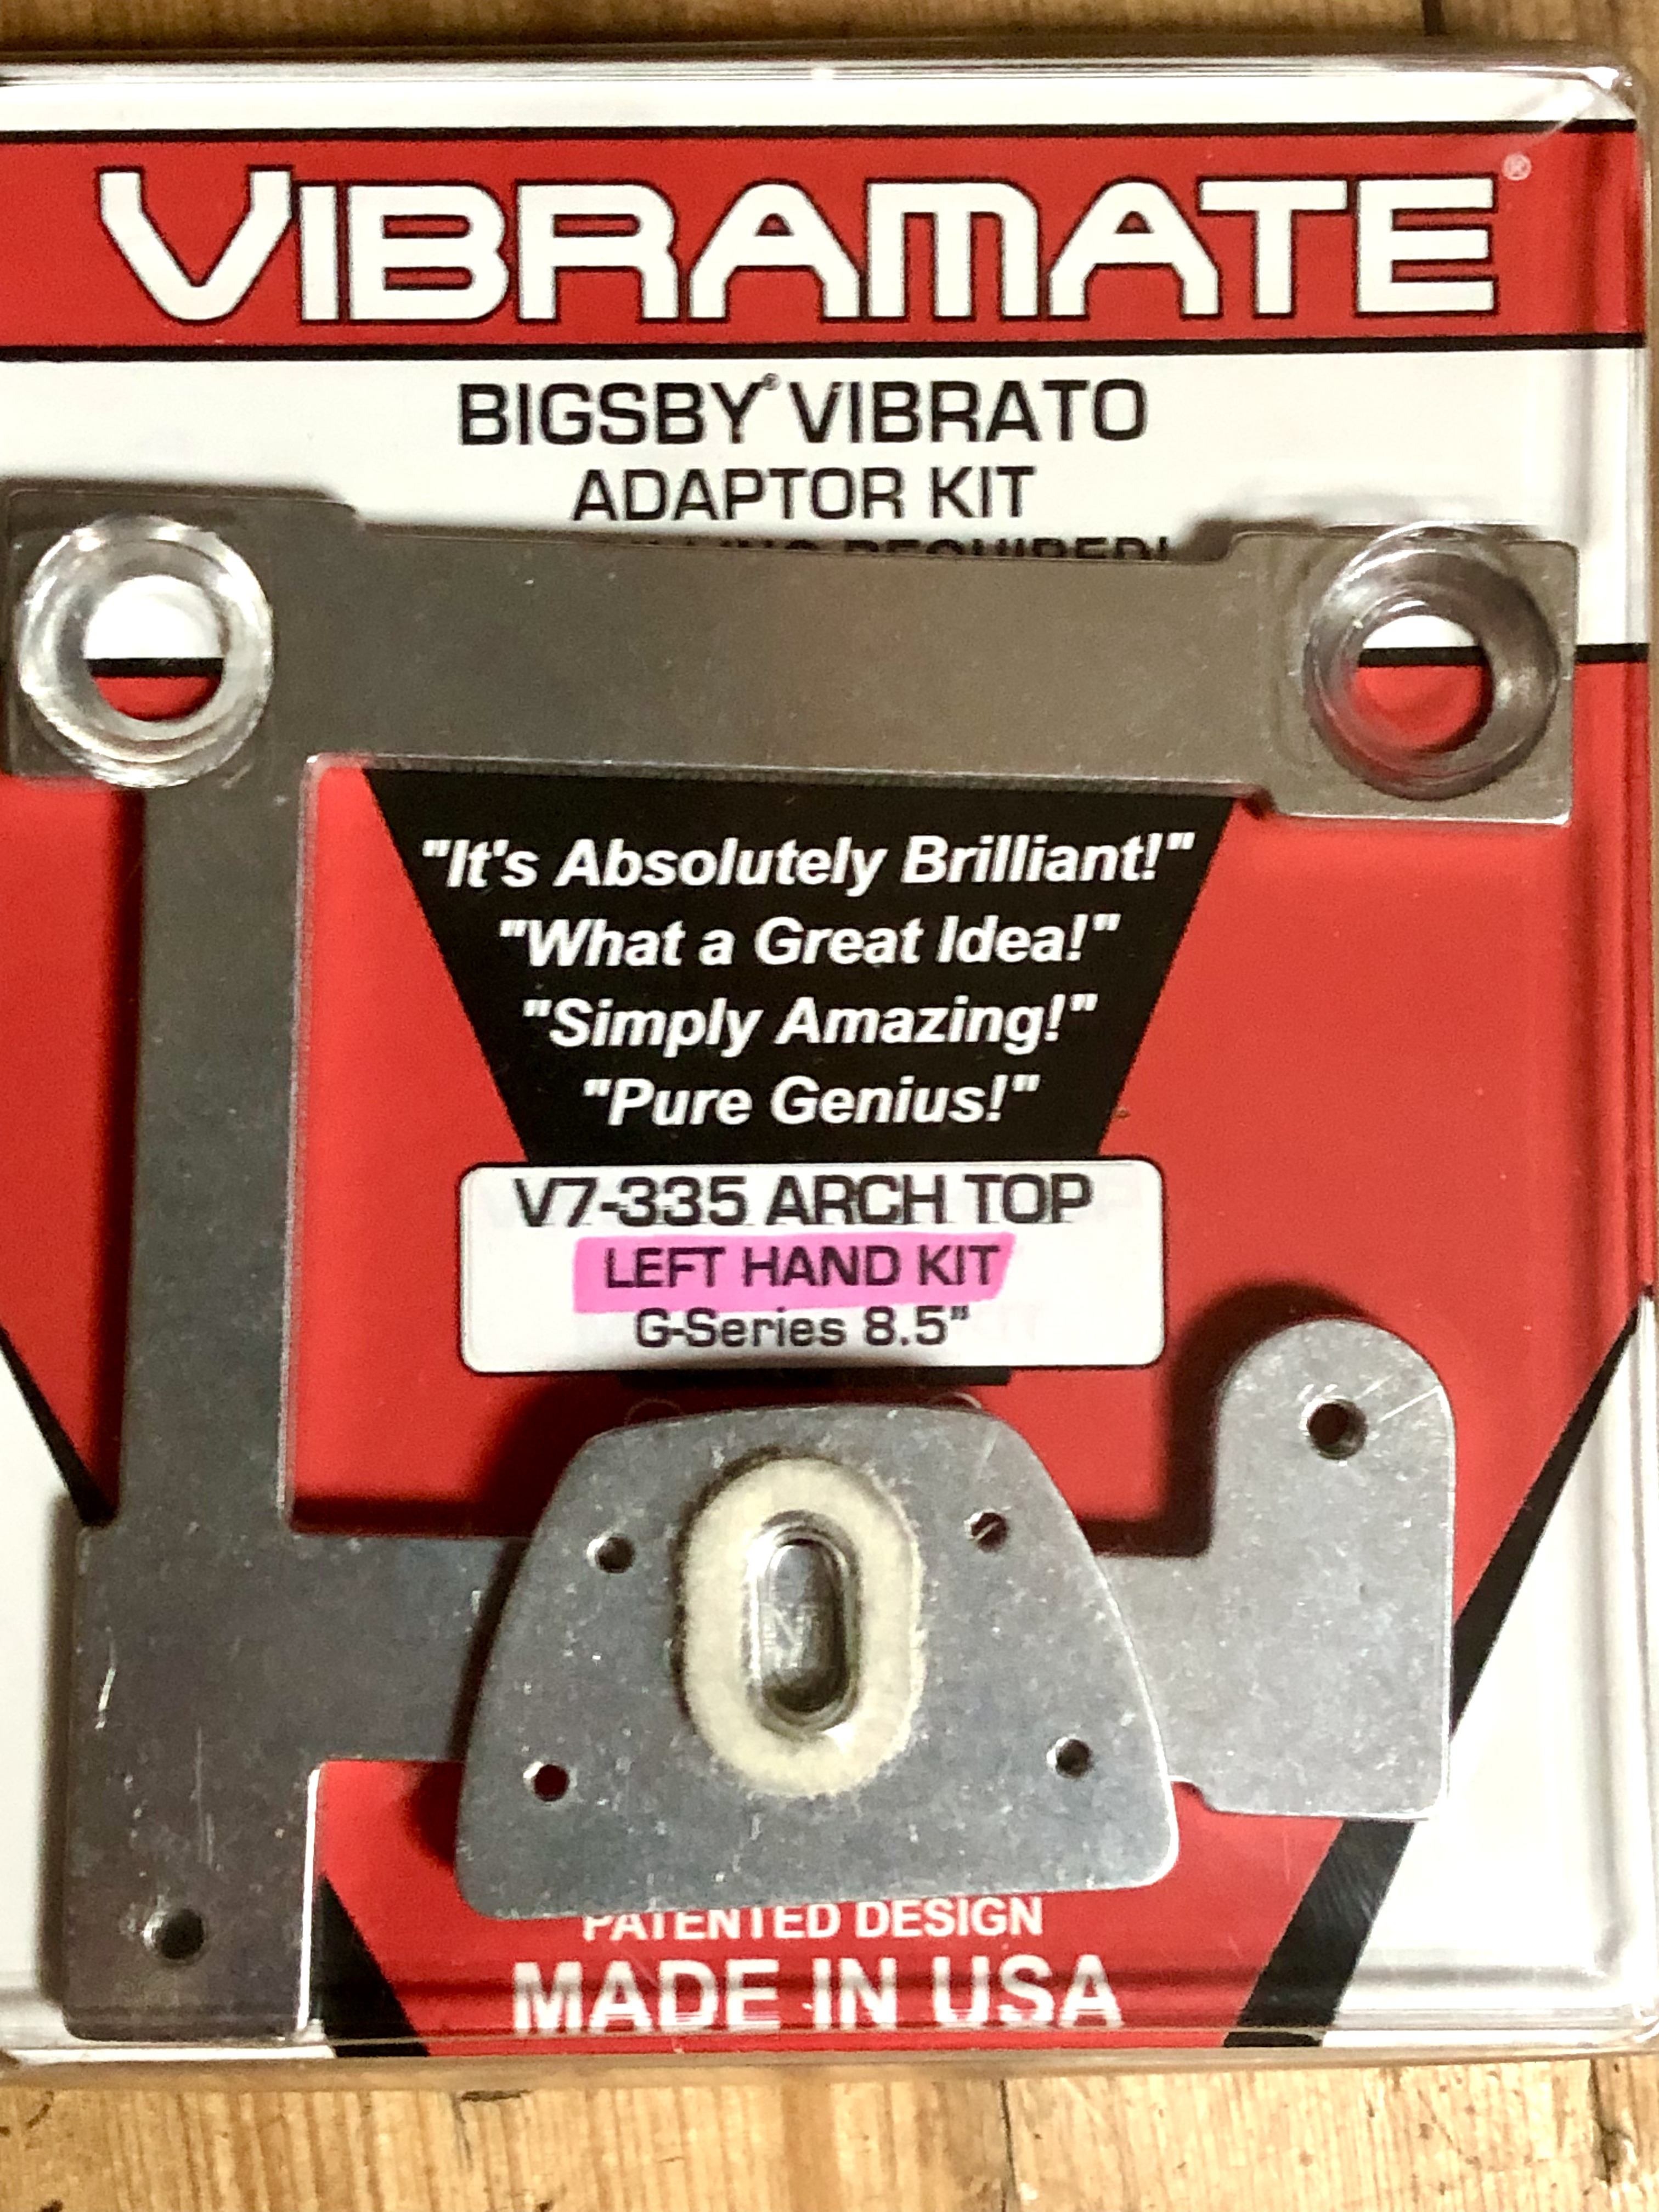 VIBRAMATE®
BIGSBY® VIBRATO
ADAPTOR KIT
REQUIRED!
"It's Absolutely Brilliant!"
"What a Great Idea!"
"Simply Amazing!"
"Pure Genius!"
V7-335 ARCH TOP
LEFT HAND KIT
G-Series 8.5"
PATENTED DESIGN
MADE IN USA